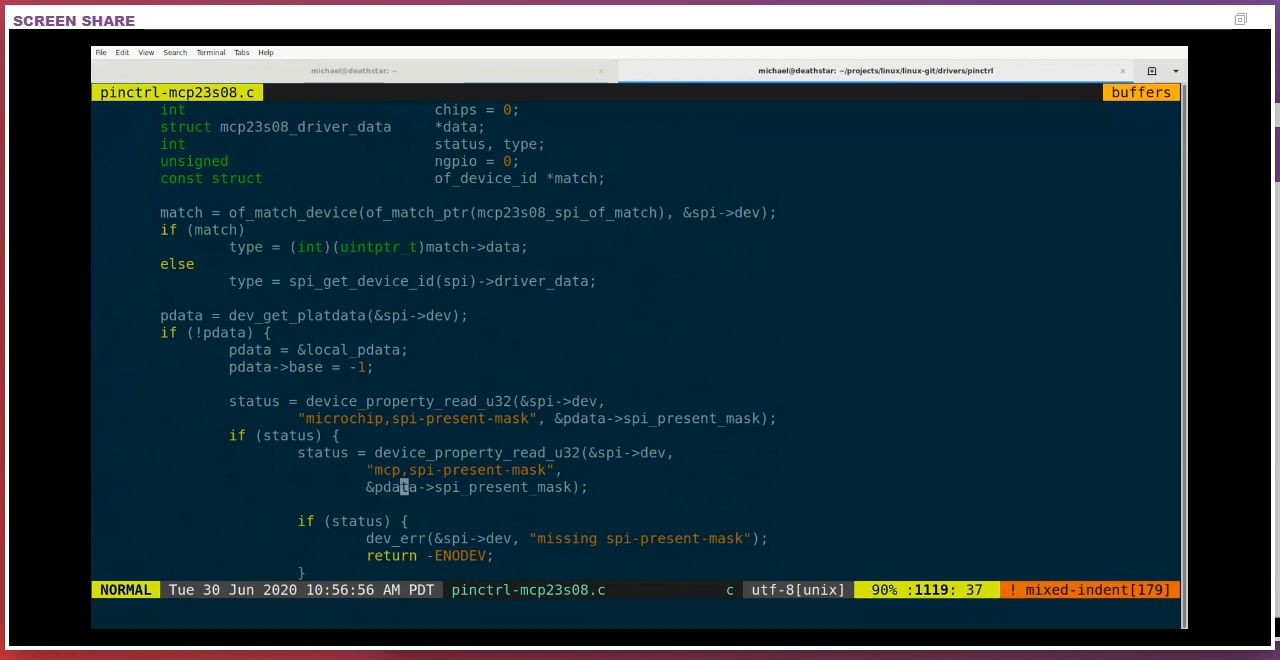 SCREEN SHARE
File Edit View Search Terminal Tabs Help
michael@deathstar: ~ × michael@deathstar: ~/projects/linux/linux-git/drivers/pinctrl ×
pinctrl-mcp23s08.c buffers
int chips = 0;
struct mcp23s08_driver_data *data;
int status, type;
unsigned ngpio = 0;
const struct of_device_id *match;
match = of_match_device(of_match_ptr(mcp23s08_spi_of_match), &spi->dev);
if (match)
type = (int)(uintptr_t)match->data;
else
type = spi_get_device_id(spi)->driver_data;
pdata = dev_get_platdata(&spi->dev);
if (!pdata) {
pdata = &local_pdata;
pdata->base = -1;
status = device_property_read_u32(&spi->dev,
"microchip,spi-present-mask", &pdata->spi_present_mask);
if (status) {
status = device_property_read_u32(&spi->dev,
"mcp,spi-present-mask",
&pdata->spi_present_mask);
if (status) {
dev_err(&spi->dev, "missing spi-present-mask");
return -ENODEV;
}
NORMAL Tue 30 Jun 2020 10:56:56 AM PDT pinctrl-mcp23s08.c c utf-8[unix] 90% :1119: 37 ! mixed-indent[179]